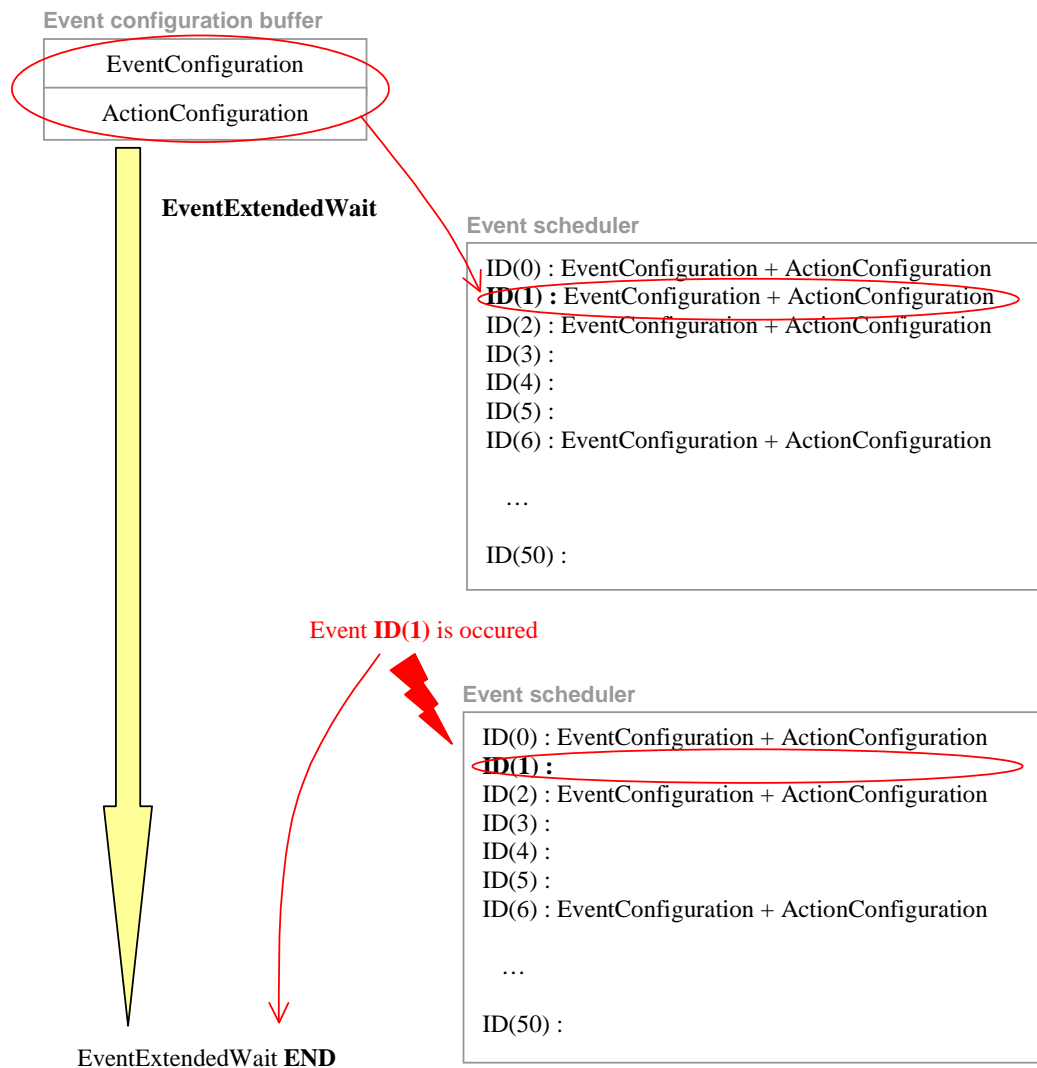 Event configuration buffer
EventConfiguration
ActionConfiguration
EventExtendedWait
Event scheduler
ID(0) : EventConfiguration + ActionConfiguration
ID(1) : EventConfiguration + ActionConfiguration
ID(2) : EventConfiguration + ActionConfiguration
ID(3) :
ID(4) :
ID(5) :
ID(6) : EventConfiguration + ActionConfiguration
…
ID(50) :
Event ID(1) is occured
Event scheduler
ID(0) : EventConfiguration + ActionConfiguration
ID(1) :
ID(2) : EventConfiguration + ActionConfiguration
ID(3) :
ID(4) :
ID(5) :
ID(6) : EventConfiguration + ActionConfiguration
…
ID(50) :
EventExtendedWait END